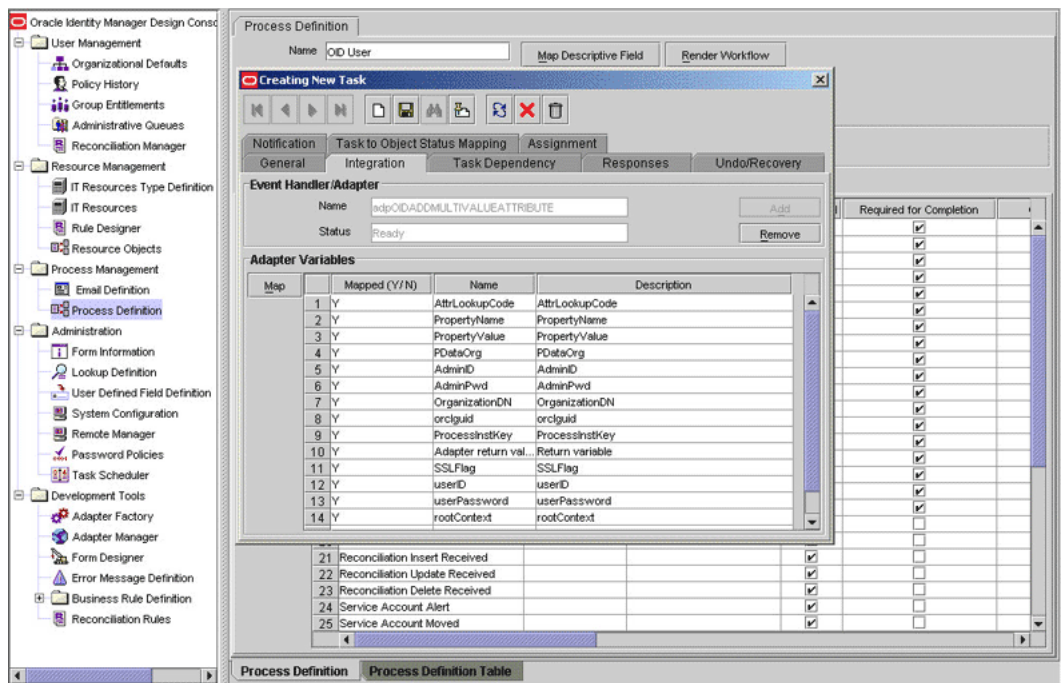 Oracle Identity Manager Design Consc
User Management
Organizational Defaults
Policy History
Group Entitlements
Administrative Queues
Reconciliation Manager
Resource Management
IT Resources Type Definition
IT Resources
Rule Designer
Resource Objects
Process Management
Email Definition
Process Definition
Administration
Form Information
Lookup Definition
User Defined Field Definition
System Configuration
Remote Manager
Password Policies
Task Scheduler
Development Tools
Adapter Factory
Adapter Manager
Form Designer
Error Message Definition
Business Rule Definition
Reconciliation Rules
Process Definition
Name OID User Map Descriptive Field Render Workflow
Creating New Task
Notification Task to Object Status Mapping Assignment
General Integration Task Dependency Responses Undo/Recovery
Event Handler/Adapter
Name adpOIDADDMULTIVALUEATTRIBUTE Add
Status Ready Remove
Adapter Variables
Map Mapped (Y/N) Name Description
1 Y AttrLookupCode AttrLookupCode
2 Y PropertyName PropertyName
3 Y PropertyValue PropertyValue
4 Y PDataOrg PDataOrg
5 Y AdminID AdminID
6 Y AdminPwd AdminPwd
7 Y OrganizationDN OrganizationDN
8 Y orclguid orclguid
9 Y ProcessInstKey ProcessInstKey
10 Y Adapter return val... Return variable
11 Y SSLFlag SSLFlag
12 Y userID userID
13 Y userPassword userPassword
14 Y rootContext rootContext
Required for Completion
21 Reconciliation Insert Received
22 Reconciliation Update Received
23 Reconciliation Delete Received
24 Service Account Alert
25 Service Account Moved
Process Definition Process Definition Table